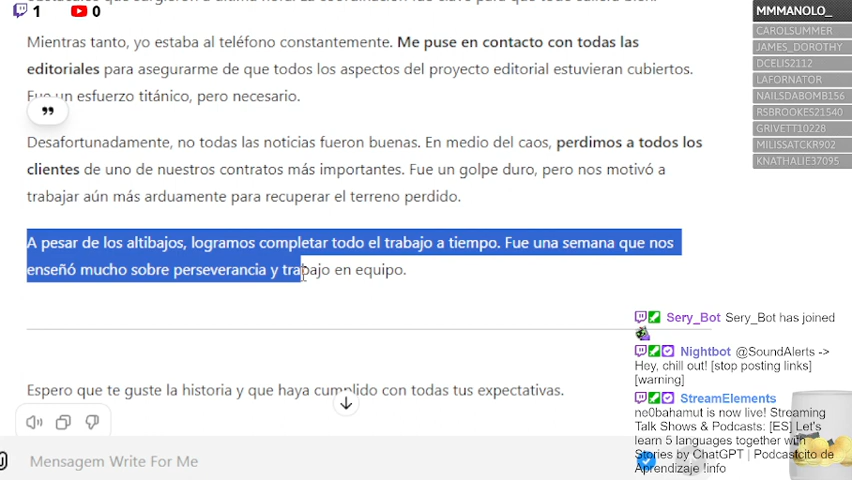 1
0
Mientras tanto, yo estaba al teléfono constantemente. Me puse en contacto con todas las
editoriales para asegurarme de que todos los aspectos del proyecto editorial estuvieran cubiertos.
Fue un esfuerzo titánico, pero necesario.
Desafortunadamente, no todas las noticias fueron buenas. En medio del caos, perdimos a todos los
clientes de uno de nuestros contratos más importantes. Fue un golpe duro, pero nos motivó a
trabajar aún más arduamente para recuperar el terreno perdido.
A pesar de los altibajos, logramos completar todo el trabajo a tiempo. Fue una semana que nos
enseñó mucho sobre perseverancia y trabajo en equipo.
Espero que te guste la historia y que haya cumplido con todas tus expectativas.
Mensagem Write For Me
MMMANOLO_
CAROLSUMMER
JAMES_DOROTHY
DCELIS2112
LAFORNATOR
NAILSDABOMB156
RSBROOKES21540
GRIVETT10228
MILISSATCKR902
KNATHALIE37095
Sery_Bot Sery_Bot has joined
Nightbot @SoundAlerts ->
Hey, chill out! [stop posting links]
[warning]
StreamElements
ne0bahamut is now live! Streaming
Talk Shows & Podcasts: [ES] Let's
learn 5 languages together with
Stories by ChatGPT | Podcastcito de
Aprendizaje !info